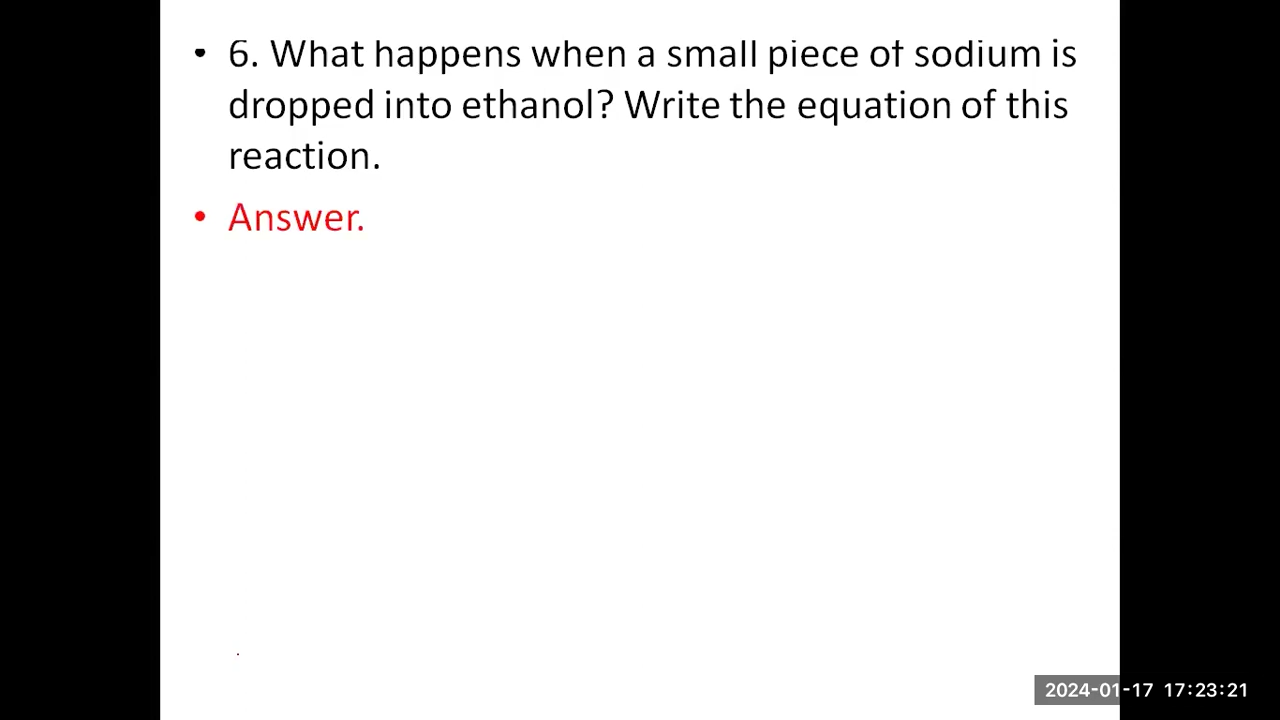 • 6. What happens when a small piece of sodium is
dropped into ethanol? Write the equation of this
reaction.
• Answer.
2024-01-17 17:23:21